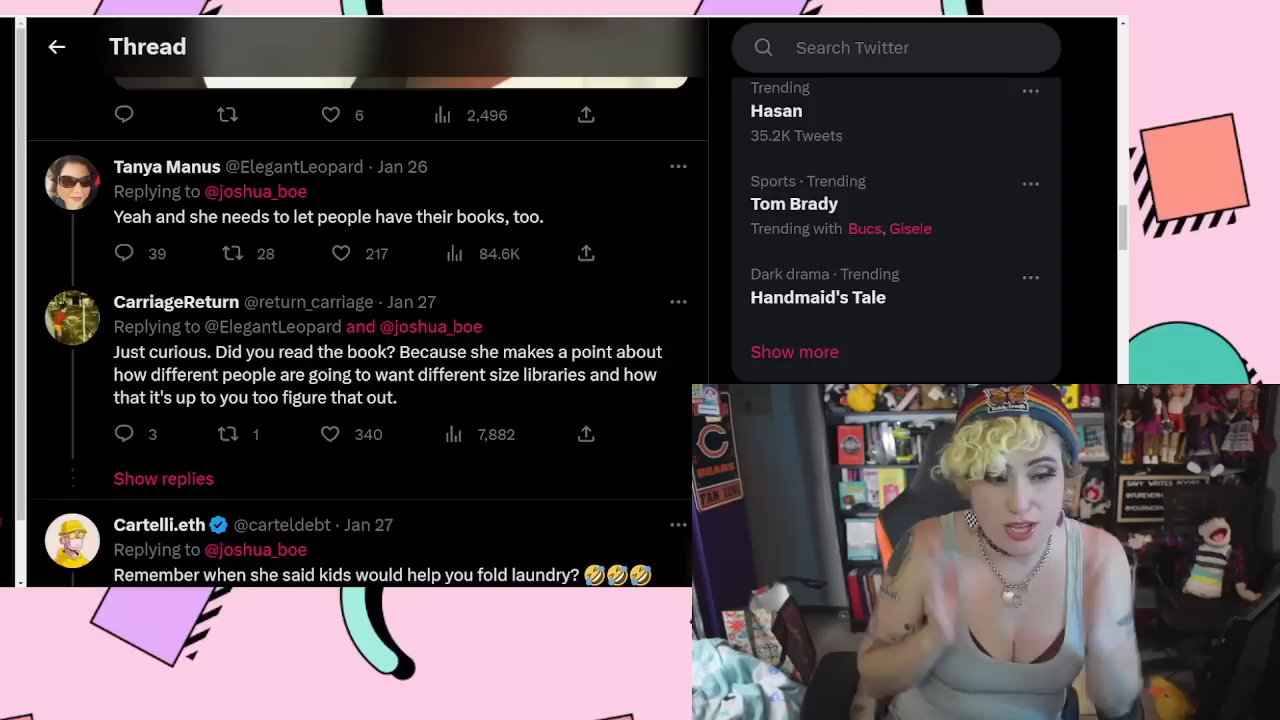 Thread
Search Twitter
6
2,496
Tanya Manus @ElegantLeopard · Jan 26
Replying to @joshua_boe
Yeah and she needs to let people have their books, too.
39
28
217
84.6K
CarriageReturn @return_carriage · Jan 27
Replying to @ElegantLeopard and @joshua_boe
Just curious. Did you read the book? Because she makes a point about
how different people are going to want different size libraries and how
that it's up to you too figure that out.
3
1
340
7,882
Show replies
Cartelli.eth @carteldebt · Jan 27
Replying to @joshua_boe
Remember when she said kids would help you fold laundry? 🤣🤣🤣
Trending
Hasan
35.2K Tweets
Sports · Trending
Tom Brady
Trending with Bucs, Gisele
Dark drama · Trending
Handmaid's Tale
Show more
BEARS
FAN ZONE
SAVY WRITES BOOKS